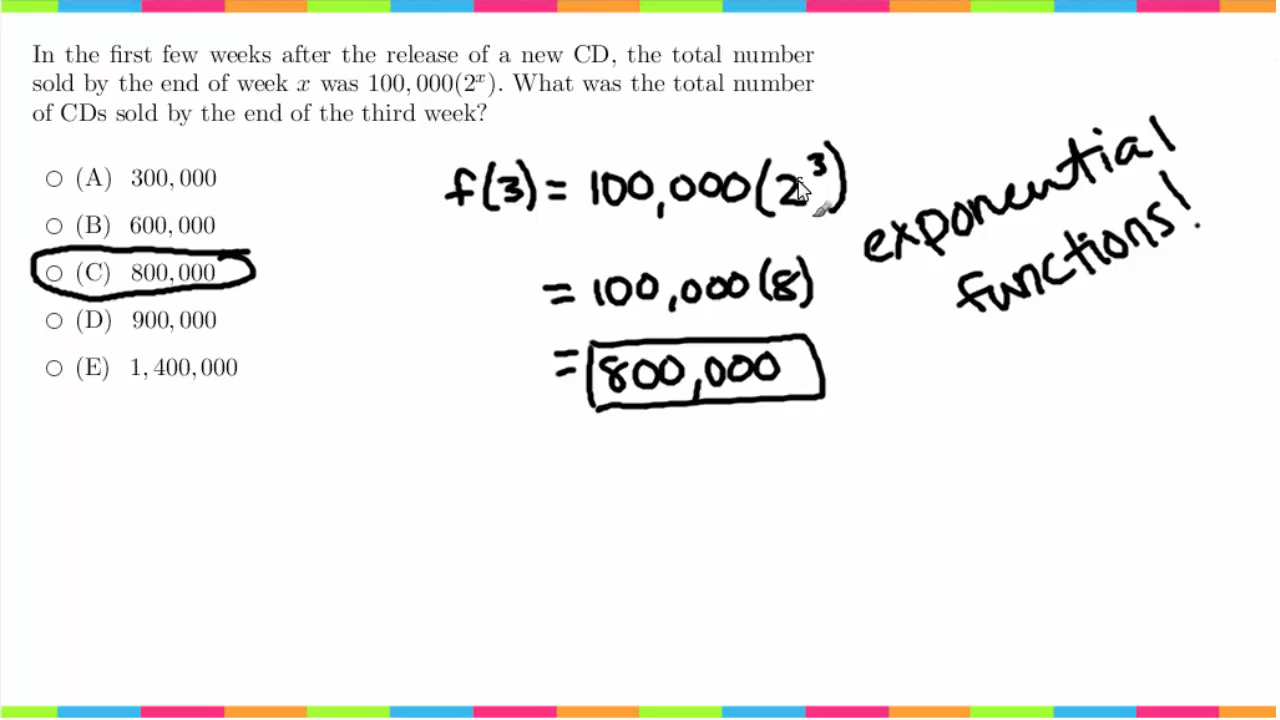 In the first few weeks after the release of a new CD, the total number
sold by the end of week x was 100,000(2^x). What was the total number
of CDs sold by the end of the third week?
(A) 300,000
(B) 600,000
(C) 800,000
(D) 900,000
(E) 1,400,000
f(3) = 100,000(2^3)
= 100,000(8)
= 800,000
exponential
functions!